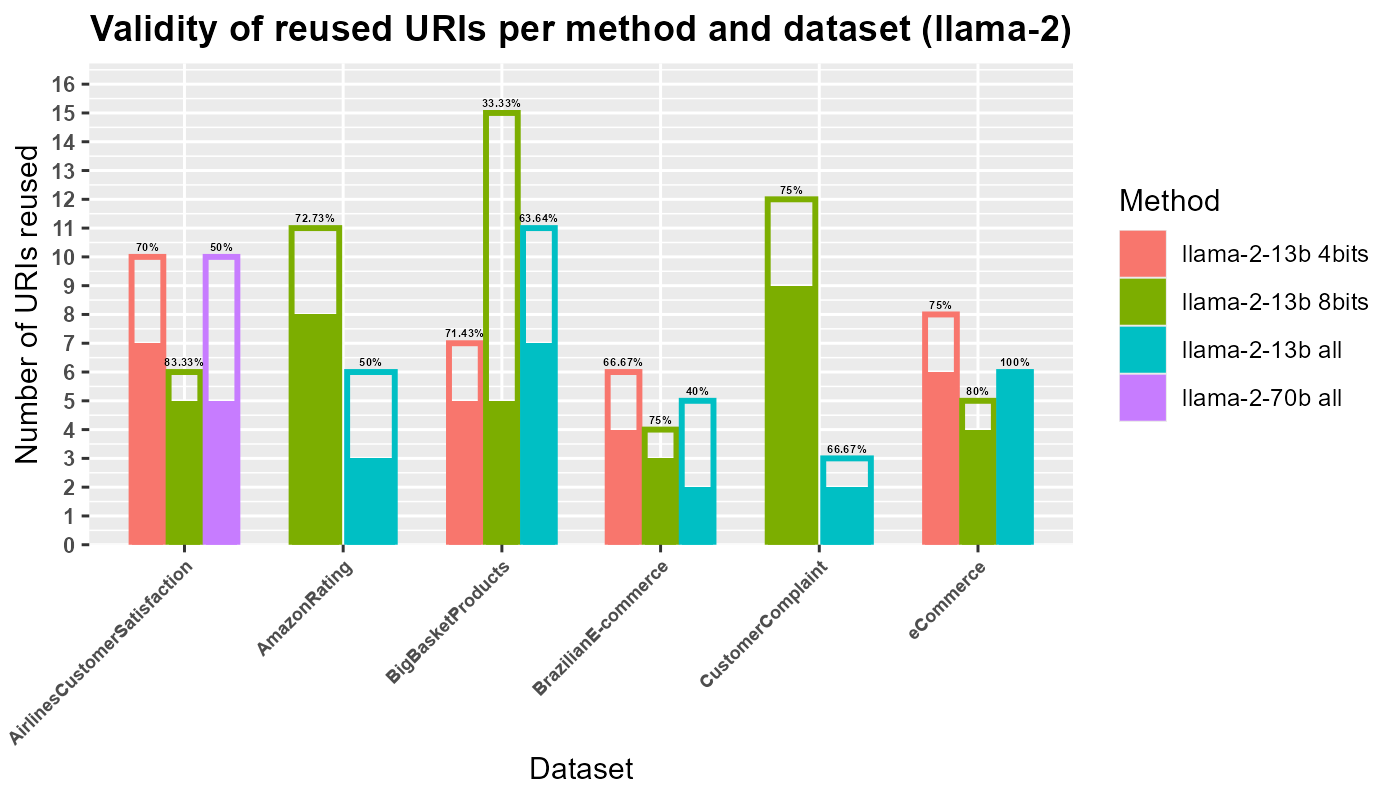 Validity of reused URIs per method and dataset (llama-2)
Number of URIs reused
16
15
14
13
12
11
10
9
8
7
6
5
4
3
2
1
0
70%
83.33%
50%
72.73%
50%
71.43%
33.33%
63.64%
66.67%
75%
40%
75%
66.67%
75%
80%
100%
AirlinesCustomerSatisfaction
AmazonRating
BigBasketProducts
BrazilianE-commerce
CustomerComplaint
eCommerce
Dataset
Method
llama-2-13b 4bits
llama-2-13b 8bits
llama-2-13b all
llama-2-70b all